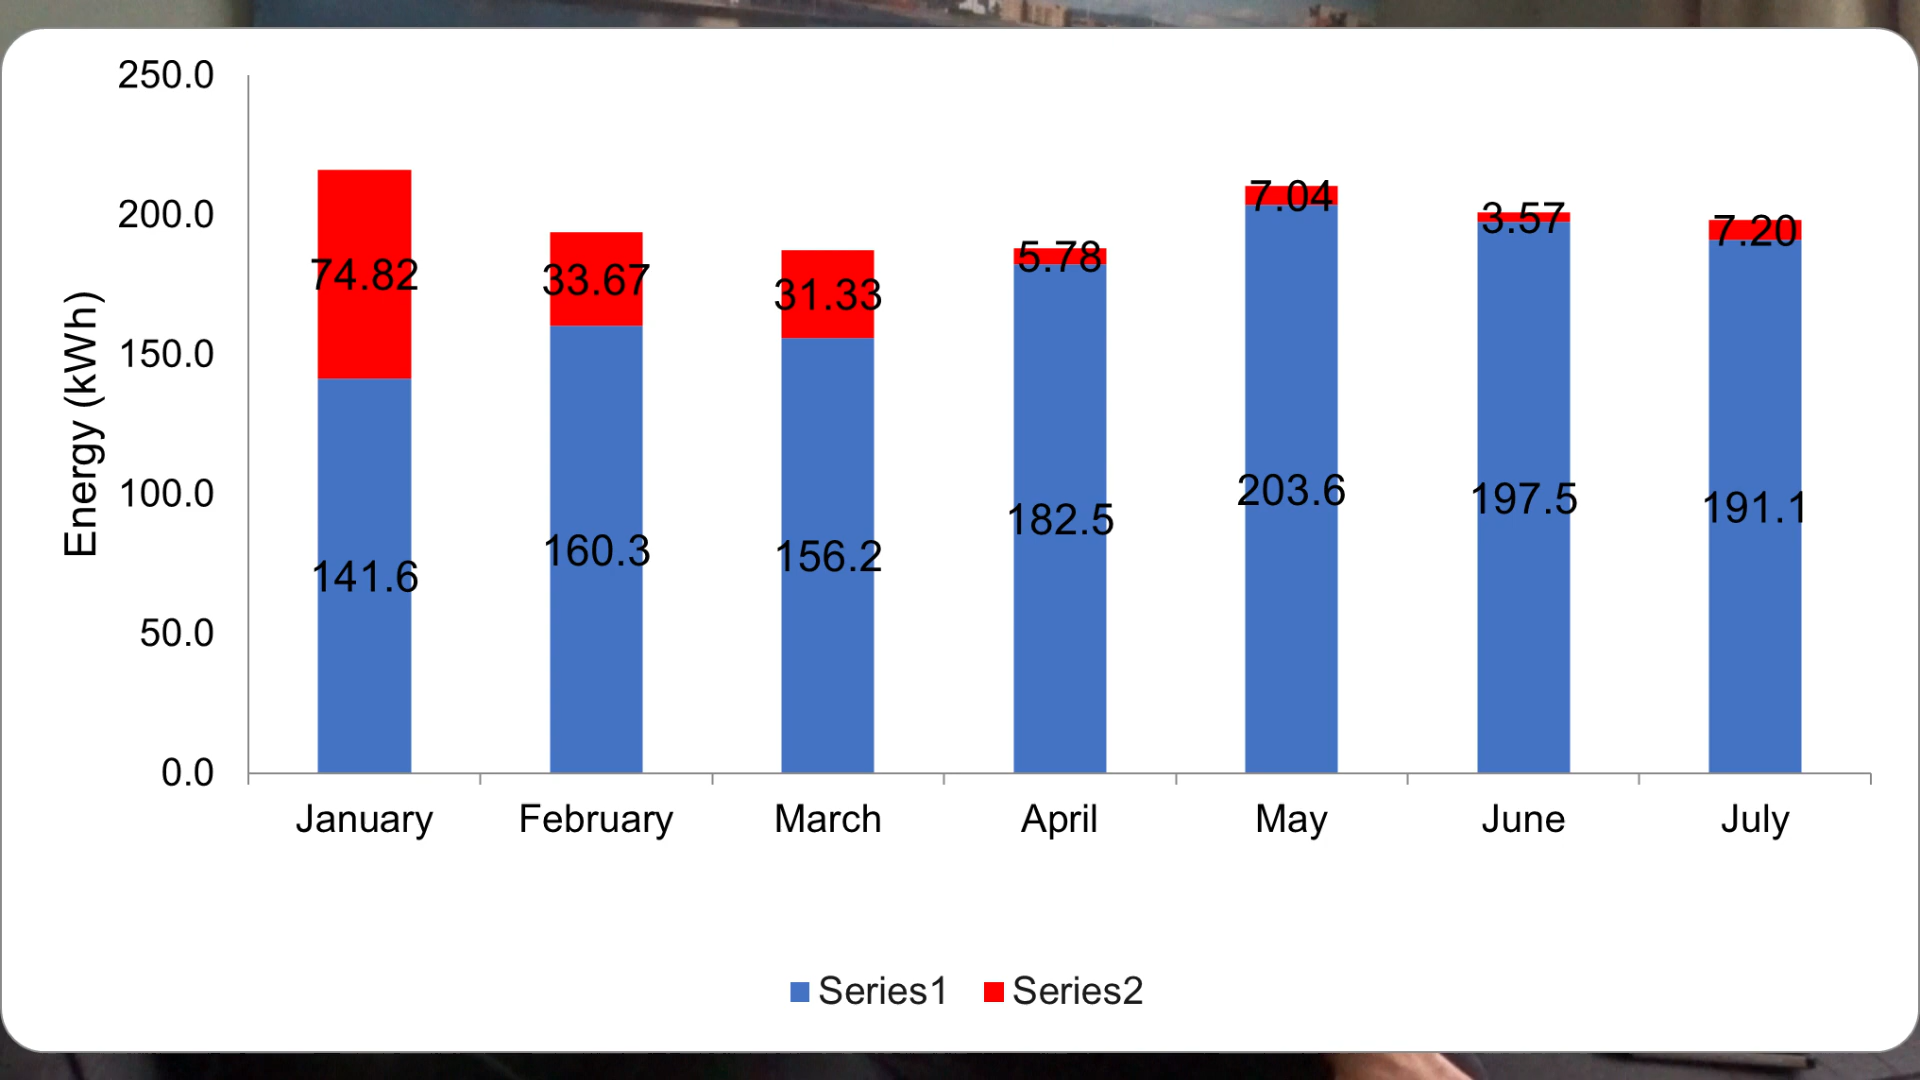 250.0
200.0
150.0
100.0
50.0
0.0
Energy (kWh)
74.82
33.67
31.33
5.78
7.04
3.57
7.20
141.6
160.3
156.2
182.5
203.6
197.5
191.1
January
February
March
April
May
June
July
Series1
Series2